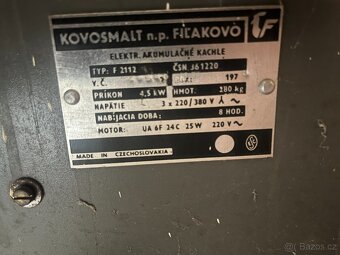 KOVOSMALT n.p. FIĽAKOVO
ELEKTR. AKUMULAČNÉ KACHLE
TYP: F 2112 ČSN 361220
V.Č. 197
PRÍKON 4,5 kW HMOT. 280 kg
NAPÄTIE 3 x 220/380 V
NABÍJACIA DOBA: 8 HOD.
MOTOR: UA 6F 24C 25W 220 V~
MADE IN CZECHOSLOVAKIA
bazos.cz